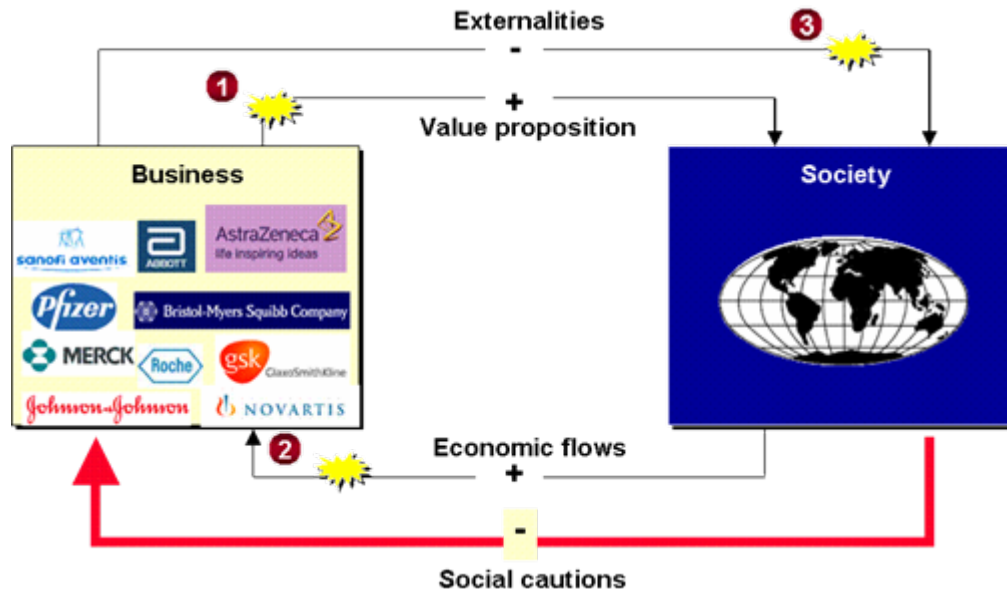 Externalities
-
3
1
+
Value proposition
Business
Society
sanofi aventis
ABBOTT
AstraZeneca
life inspiring ideas
Pfizer
Bristol-Myers Squibb Company
MERCK
Roche
gsk
GlaxoSmithKline
Johnson&Johnson
NOVARTIS
2
Economic flows
+
-
Social cautions